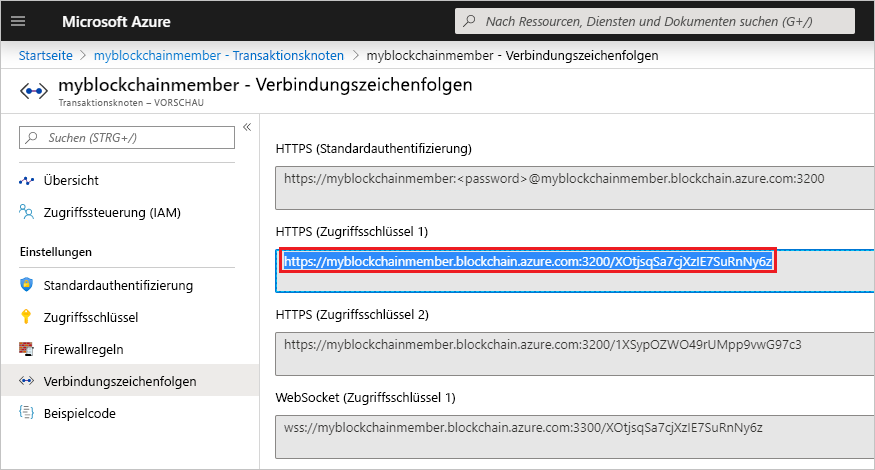 Microsoft Azure
Nach Ressourcen, Diensten und Dokumenten suchen (G+/)
Startseite > myblockchainmember - Transaktionsknoten > myblockchainmember - Verbindungszeichenfolgen
myblockchainmember - Verbindungszeichenfolgen
Transaktionsknoten – VORSCHAU
Suchen (STRG+/)
Übersicht
Zugriffssteuerung (IAM)
Einstellungen
Standardauthentifizierung
Zugriffsschlüssel
Firewallregeln
Verbindungszeichenfolgen
Beispielcode
HTTPS (Standardauthentifizierung)
https://myblockchainmember:<password>@myblockchainmember.blockchain.azure.com:3200
HTTPS (Zugriffsschlüssel 1)
https://myblockchainmember.blockchain.azure.com:3200/XOtjsqSa7cjXzIE7SuRnNy6z
HTTPS (Zugriffsschlüssel 2)
https://myblockchainmember.blockchain.azure.com:3200/1XSypOZWO49rUMpp9vwG97c3
WebSocket (Zugriffsschlüssel 1)
wss://myblockchainmember.blockchain.azure.com:3300/XOtjsqSa7cjXzIE7SuRnNy6z